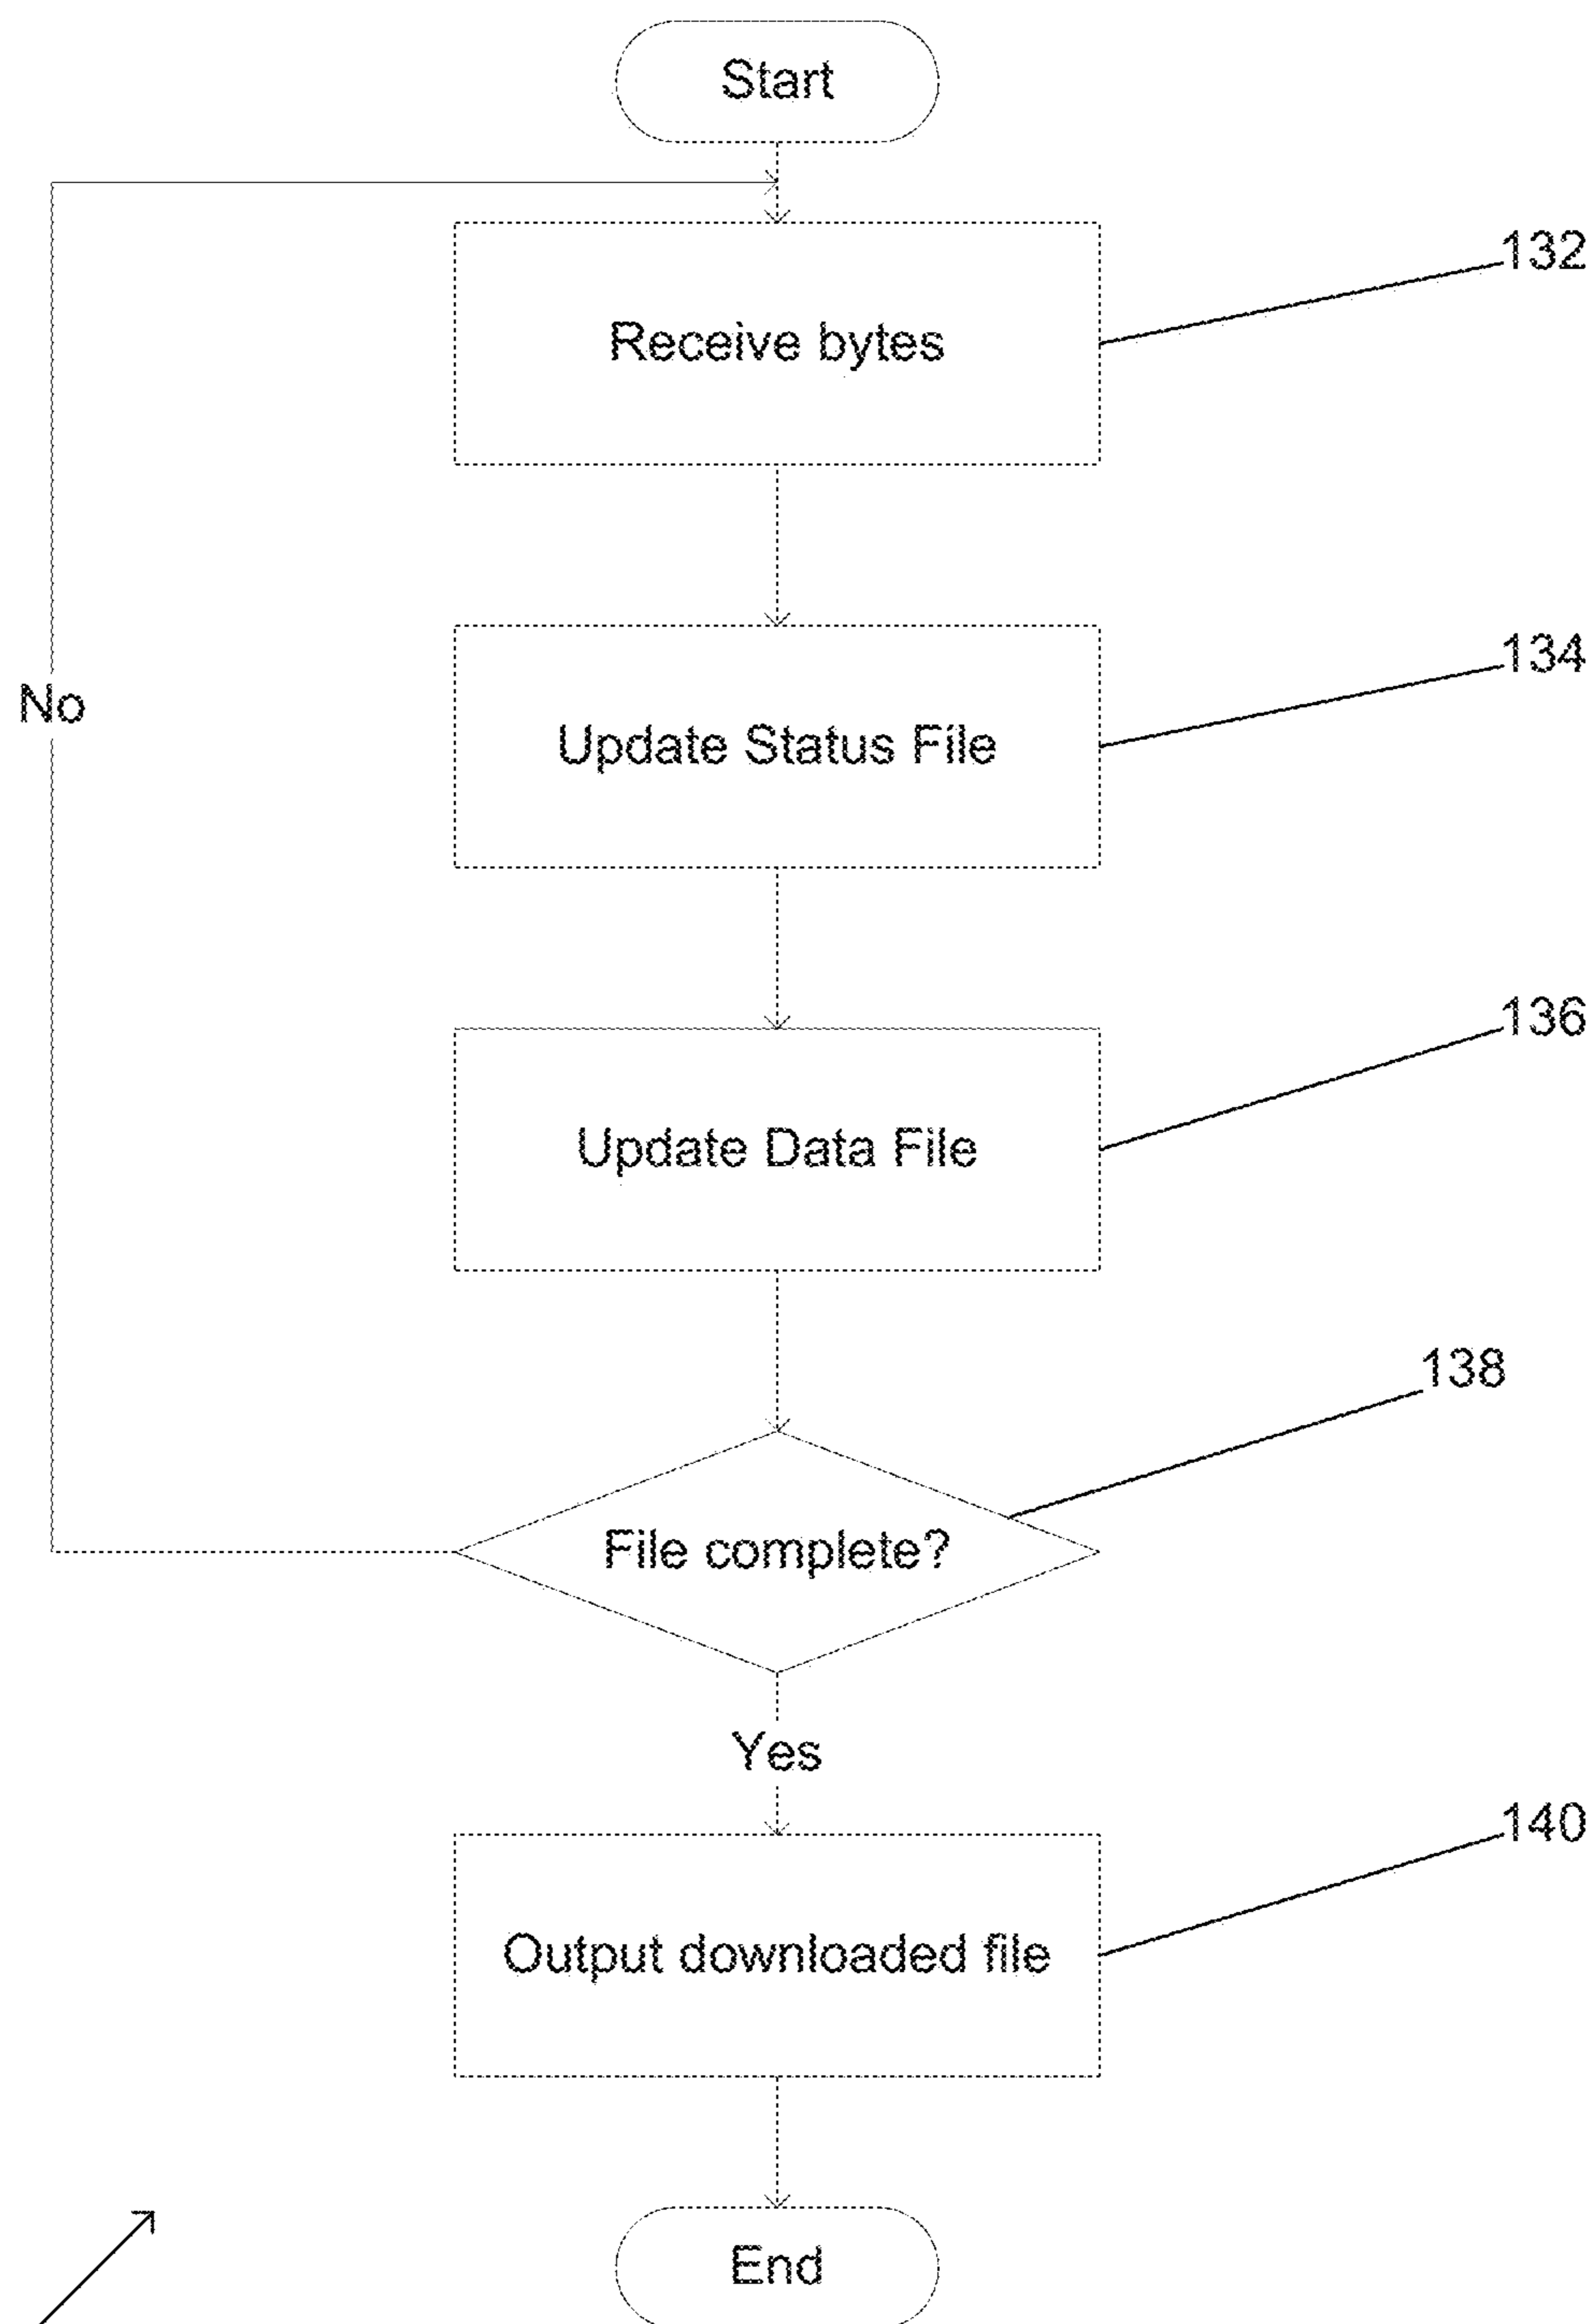 Start
132
Receive bytes
134
No
Update Status File
136
Update Data File
138
File complete?
Yes
140
Output downloaded file
End